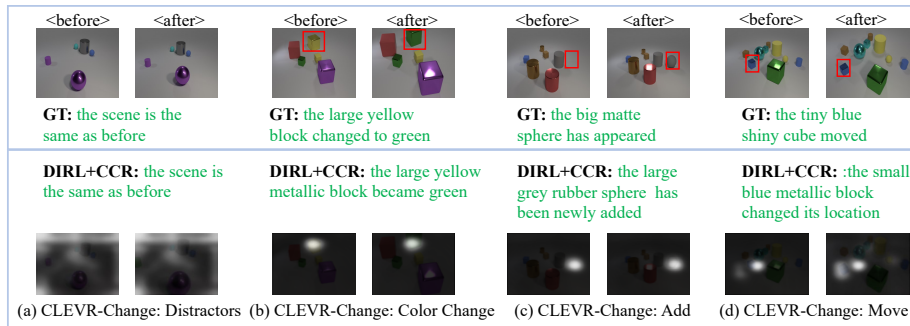 <before> <after> <before> <after> <before> <after> <before> <after>
GT: the scene is the
same as before
GT: the large yellow
block changed to green
GT: the big matte
sphere has appeared
GT: the tiny blue
shiny cube moved
DIRL+CCR: the scene is
the same as before
DIRL+CCR: the large yellow
metallic block became green
DIRL+CCR: the large
grey rubber sphere has
been newly added
DIRL+CCR: :the small
blue metallic block
changed its location
(a) CLEVR-Change: Distractors (b) CLEVR-Change: Color Change (c) CLEVR-Change: Add (d) CLEVR-Change: Move